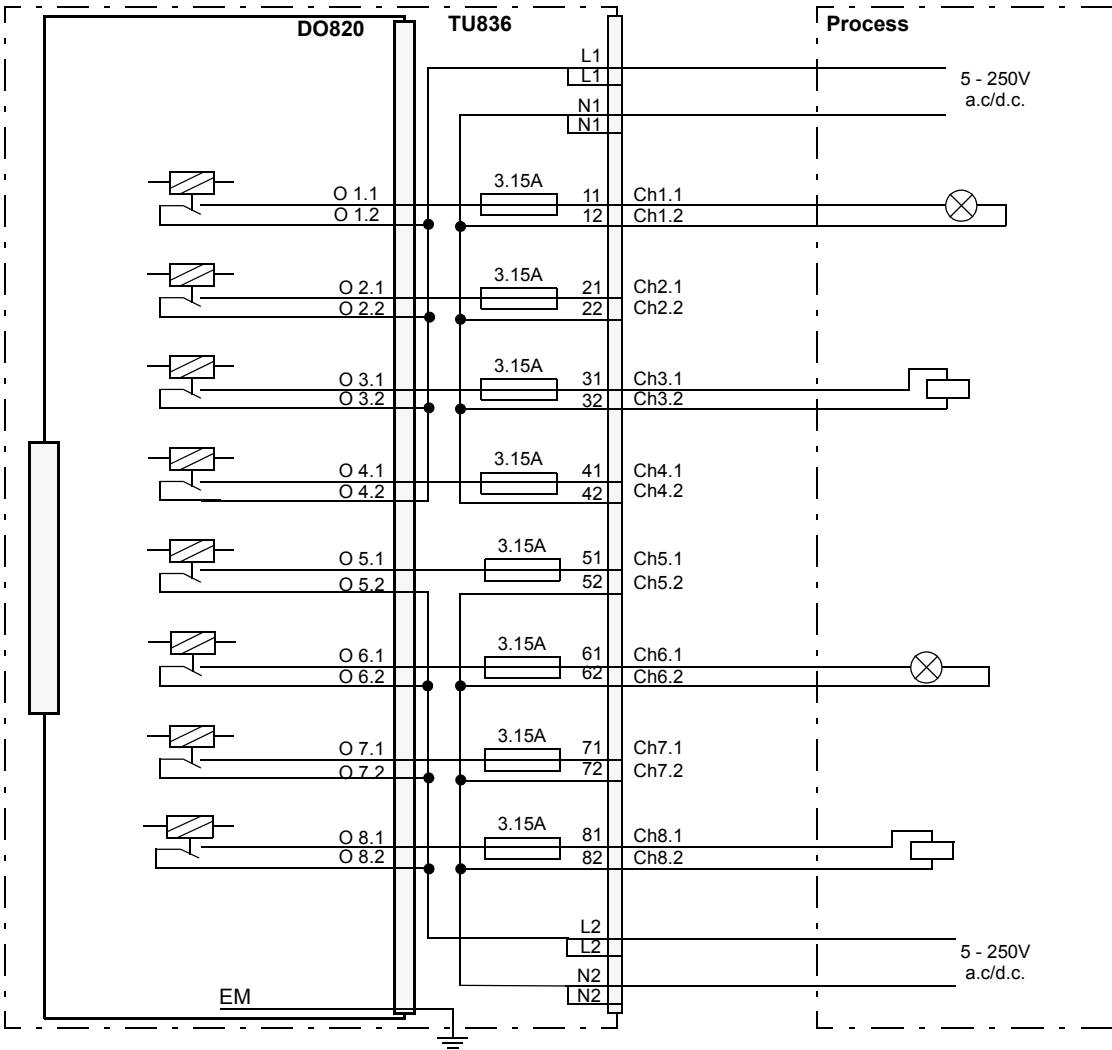 DO820 TU836 Process
L1
L1
5 - 250V
a.c/d.c.
N1
N1
3.15A
O 1.1 11 Ch1.1
O 1.2 12 Ch1.2
3.15A
O 2.1 21 Ch2.1
O 2.2 22 Ch2.2
3.15A
O 3.1 31 Ch3.1
O 3.2 32 Ch3.2
3.15A
O 4.1 41 Ch4.1
O 4.2 42 Ch4.2
3.15A
O 5.1 51 Ch5.1
O 5.2 52 Ch5.2
3.15A
O 6.1 61 Ch6.1
O 6.2 62 Ch6.2
3.15A
O 7.1 71 Ch7.1
O 7.2 72 Ch7.2
3.15A
O 8.1 81 Ch8.1
O 8.2 82 Ch8.2
L2
L2
5 - 250V
a.c/d.c.
N2
N2
EM